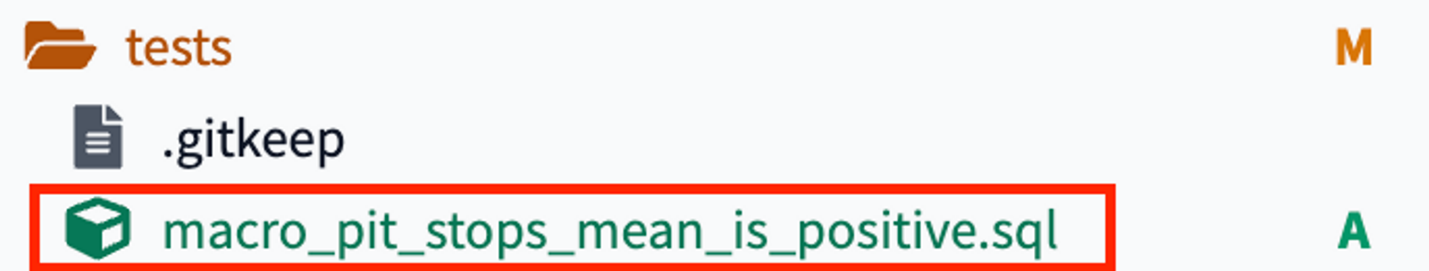 tests M
.gitkeep
macro_pit_stops_mean_is_positive.sql A